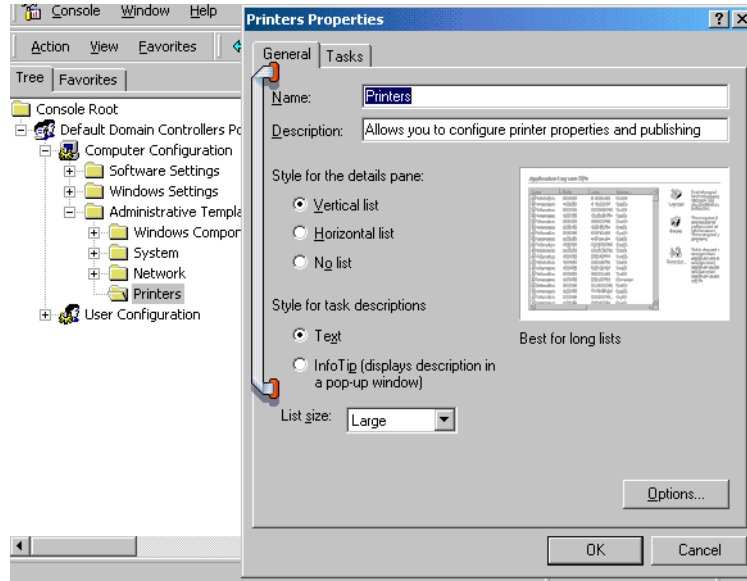 Console Window Help
Action View Favorites
Tree Favorites
Console Root
Default Domain Controllers Po
Computer Configuration
Software Settings
Windows Settings
Administrative Templa
Windows Compor
System
Network
Printers
User Configuration
Printers Properties
General Tasks
Name: Printers
Description: Allows you to configure printer properties and publishing
Style for the details pane:
Vertical list
Horizontal list
No list
Style for task descriptions
Text
InfoTip (displays description in
a pop-up window)
Best for long lists
List size: Large
Options...
OK Cancel